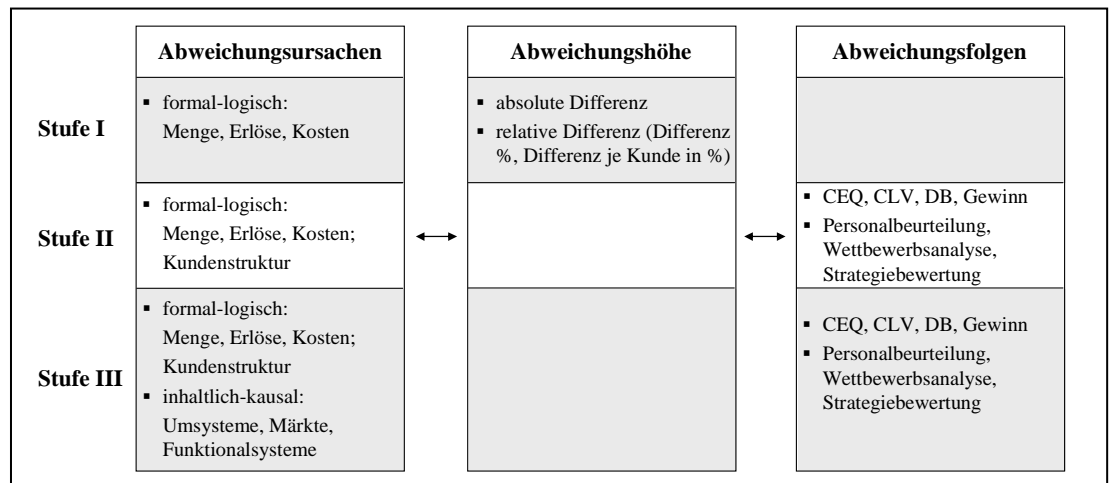 Abweichungsursachen
Abweichungshöhe
Abweichungsfolgen
Stufe I
▪ formal-logisch:
Menge, Erlöse, Kosten
▪ absolute Differenz
▪ relative Differenz (Differenz
%, Differenz je Kunde in %)
Stufe II
▪ formal-logisch:
Menge, Erlöse, Kosten;
Kundenstruktur
▪ CEQ, CLV, DB, Gewinn
▪ Personalbeurteilung,
Wettbewerbsanalyse,
Strategiebewertung
Stufe III
▪ formal-logisch:
Menge, Erlöse, Kosten;
Kundenstruktur
▪ inhaltlich-kausal:
Umsysteme, Märkte,
Funktionalsysteme
▪ CEQ, CLV, DB, Gewinn
▪ Personalbeurteilung,
Wettbewerbsanalyse,
Strategiebewertung